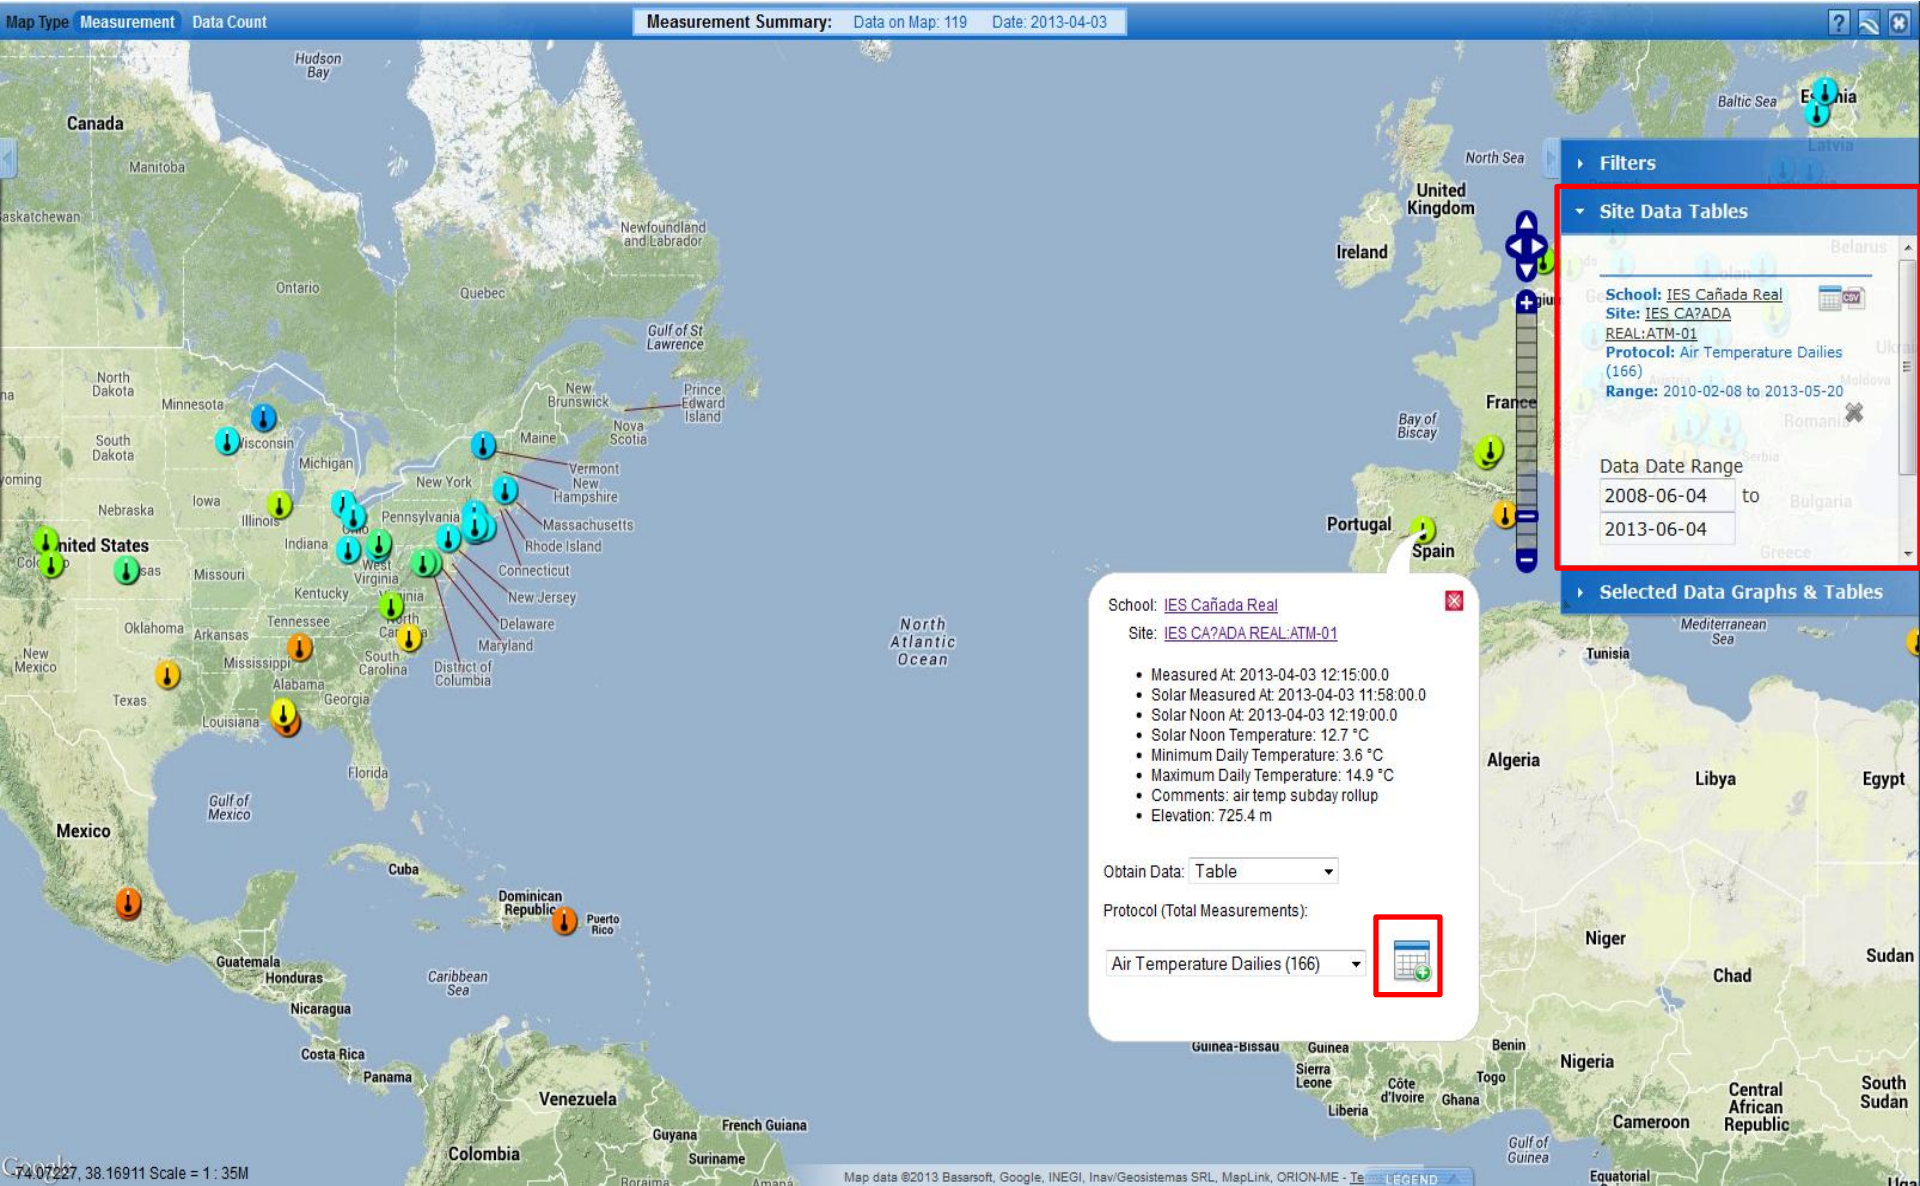 Map Type Measurement Data Count
Measurement Summary: Data on Map: 119 Date: 2013-04-03
?
Hudson
Bay
Canada
Manitoba
Newfoundland
and Labrador
Ontario
Quebec
Gulf of St
Lawrence
North
Dakota
Minnesota
New
Brunswick
Prince
Edward
Island
Nova
Scotia
Maine
South
Dakota
Wisconsin
Michigan
Vermont
New
Hampshire
New York
Nebraska
Iowa
Illinois
Pennsylvania
Massachusetts
Rhode Island
United States
Indiana
Connecticut
Missouri
West
Virginia
Kentucky
New Jersey
Delaware
Maryland
Tennessee
Oklahoma
Arkansas
New
Mexico
Mississippi
South
Carolina
District of
Columbia
Alabama
Georgia
Texas
Louisiana
Florida
Gulf of
Mexico
Mexico
Cuba
Dominican
Republic
Puerto
Rico
Guatemala
Honduras
Caribbean
Sea
Nicaragua
Costa Rica
Panama
Venezuela
Guyana
French Guiana
Suriname
Colombia
North
Atlantic
Ocean
Baltic Sea
Latvia
North Sea
United
Kingdom
Ireland
France
Bay of
Biscay
Portugal
Spain
Filters
Site Data Tables
Belarus
School: IES Cañada Real
CSV
Site: IES CA?ADA
REAL:ATM-01
Protocol: Air Temperature Dailies
(166)
Moldova
Range: 2010-02-08 to 2013-05-20
Romania
Serbia
Data Date Range
2008-06-04 to
Bulgaria
2013-06-04
Greece
Selected Data Graphs & Tables
Mediterranean
Sea
Tunisia
School: IES Cañada Real
Site: IES CA?ADA REAL:ATM-01
• Measured At: 2013-04-03 12:15:00.0
• Solar Measured At: 2013-04-03 11:58:00.0
• Solar Noon At: 2013-04-03 12:19:00.0
• Solar Noon Temperature: 12.7 °C
• Minimum Daily Temperature: 3.6 °C
• Maximum Daily Temperature: 14.9 °C
• Comments: air temp subday rollup
• Elevation: 725.4 m
Obtain Data: Table
Protocol (Total Measurements):
Air Temperature Dailies (166)
Algeria
Libya
Egypt
Niger
Chad
Sudan
Guinea-Bissau
Guinea
Sierra
Leone
Liberia
Côte
d'Ivoire
Ghana
Togo
Benin
Nigeria
Central
African
Republic
South
Sudan
Cameroon
Gulf of
Guinea
Equatorial
-74.07227, 38.16911 Scale = 1 : 35M
Map data ©2013 Basarsoft, Google, INEGI, Inav/Geosistemas SRL, MapLink, ORION-ME - Te
LEGEND